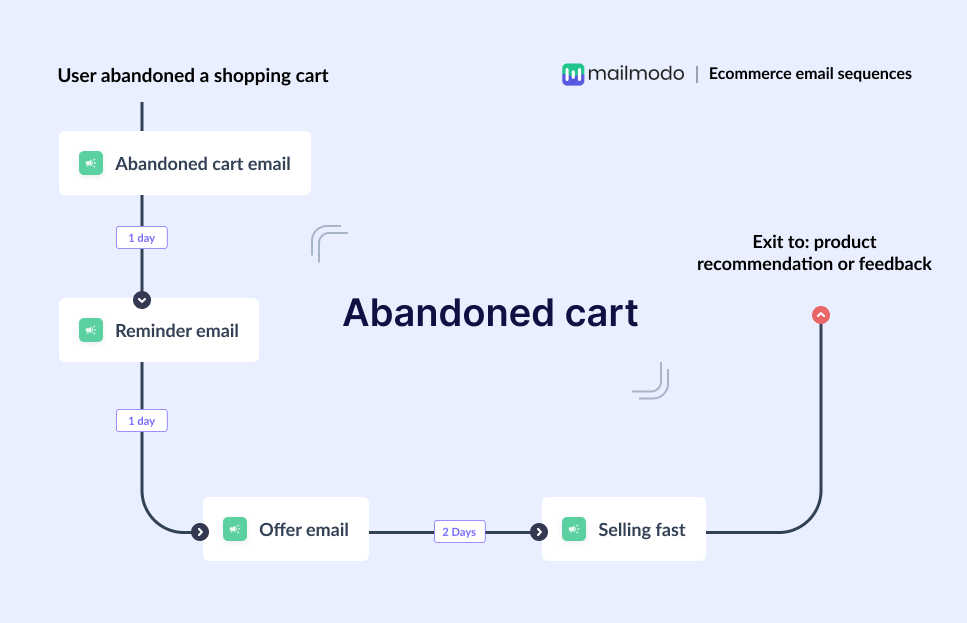 User abandoned a shopping cart
mailmodo | Ecommerce email sequences
Abandoned cart email
1 day
Reminder email
Abandoned cart
Exit to: product
recommendation or feedback
1 day
Offer email
2 Days
Selling fast